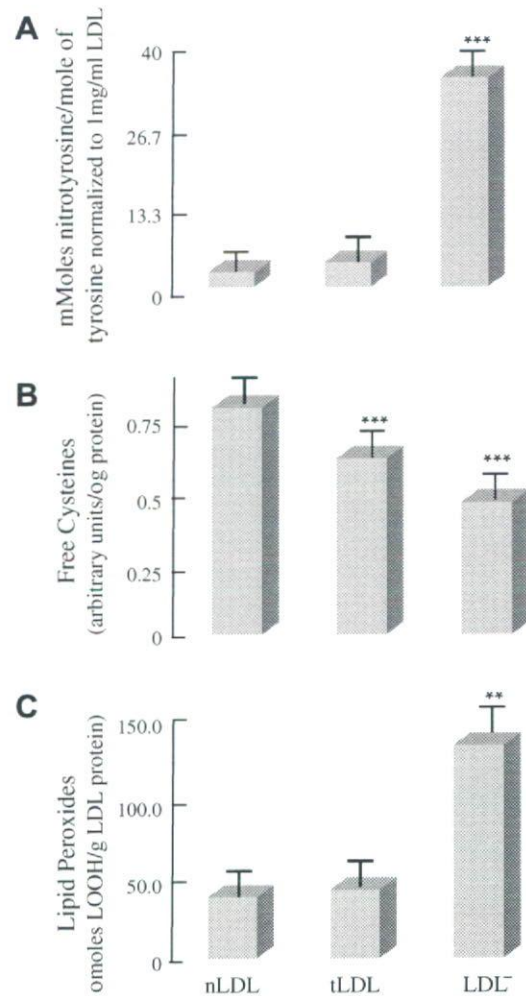 A
mMoles nitrotyrosine/mole of
tyrosine normalized to 1mg/ml LDL
40
26.7
13.3
0
***
B
Free Cysteines
(arbitrary units/og protein)
0.75
0.5
0.25
0
***
***
C
Lipid Peroxides
omoles LOOH/g LDL protein)
150.0
100.0
50.0
0
**
nLDL
tLDL
LDL⁻